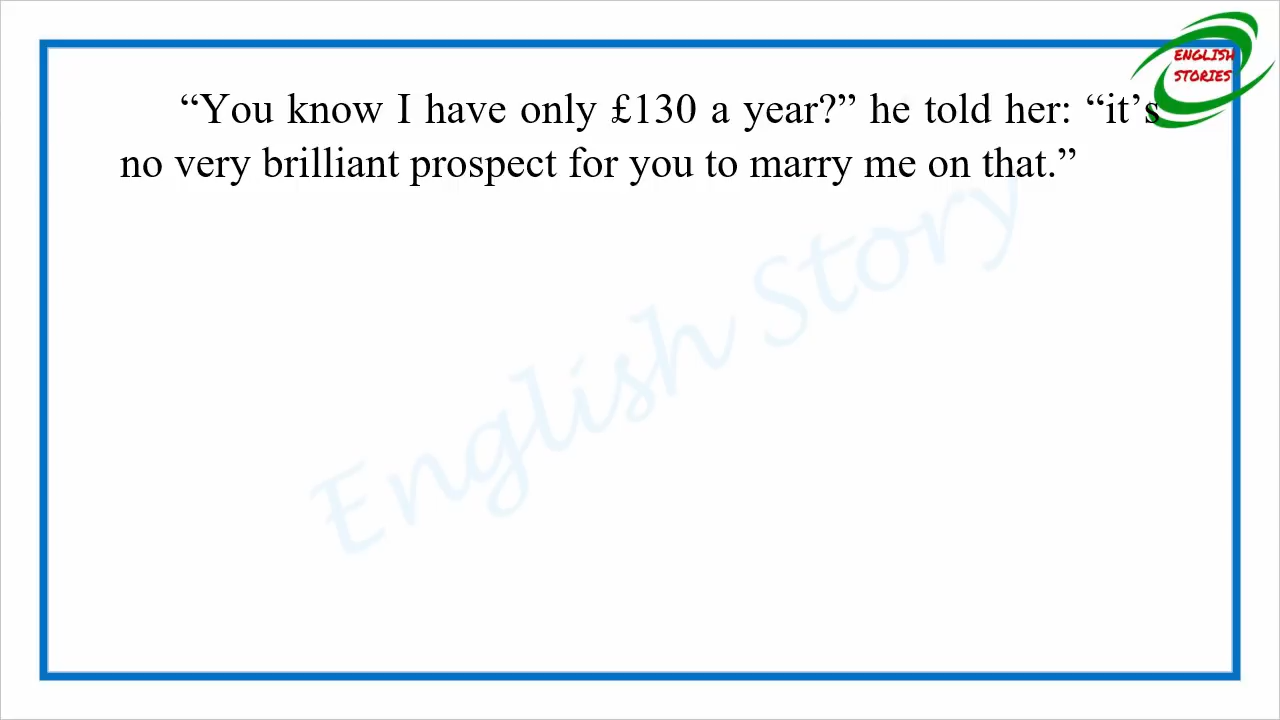 ENGLISH
STORIES
“You know I have only £130 a year?” he told her: “it’s
no very brilliant prospect for you to marry me on that.”
English Story